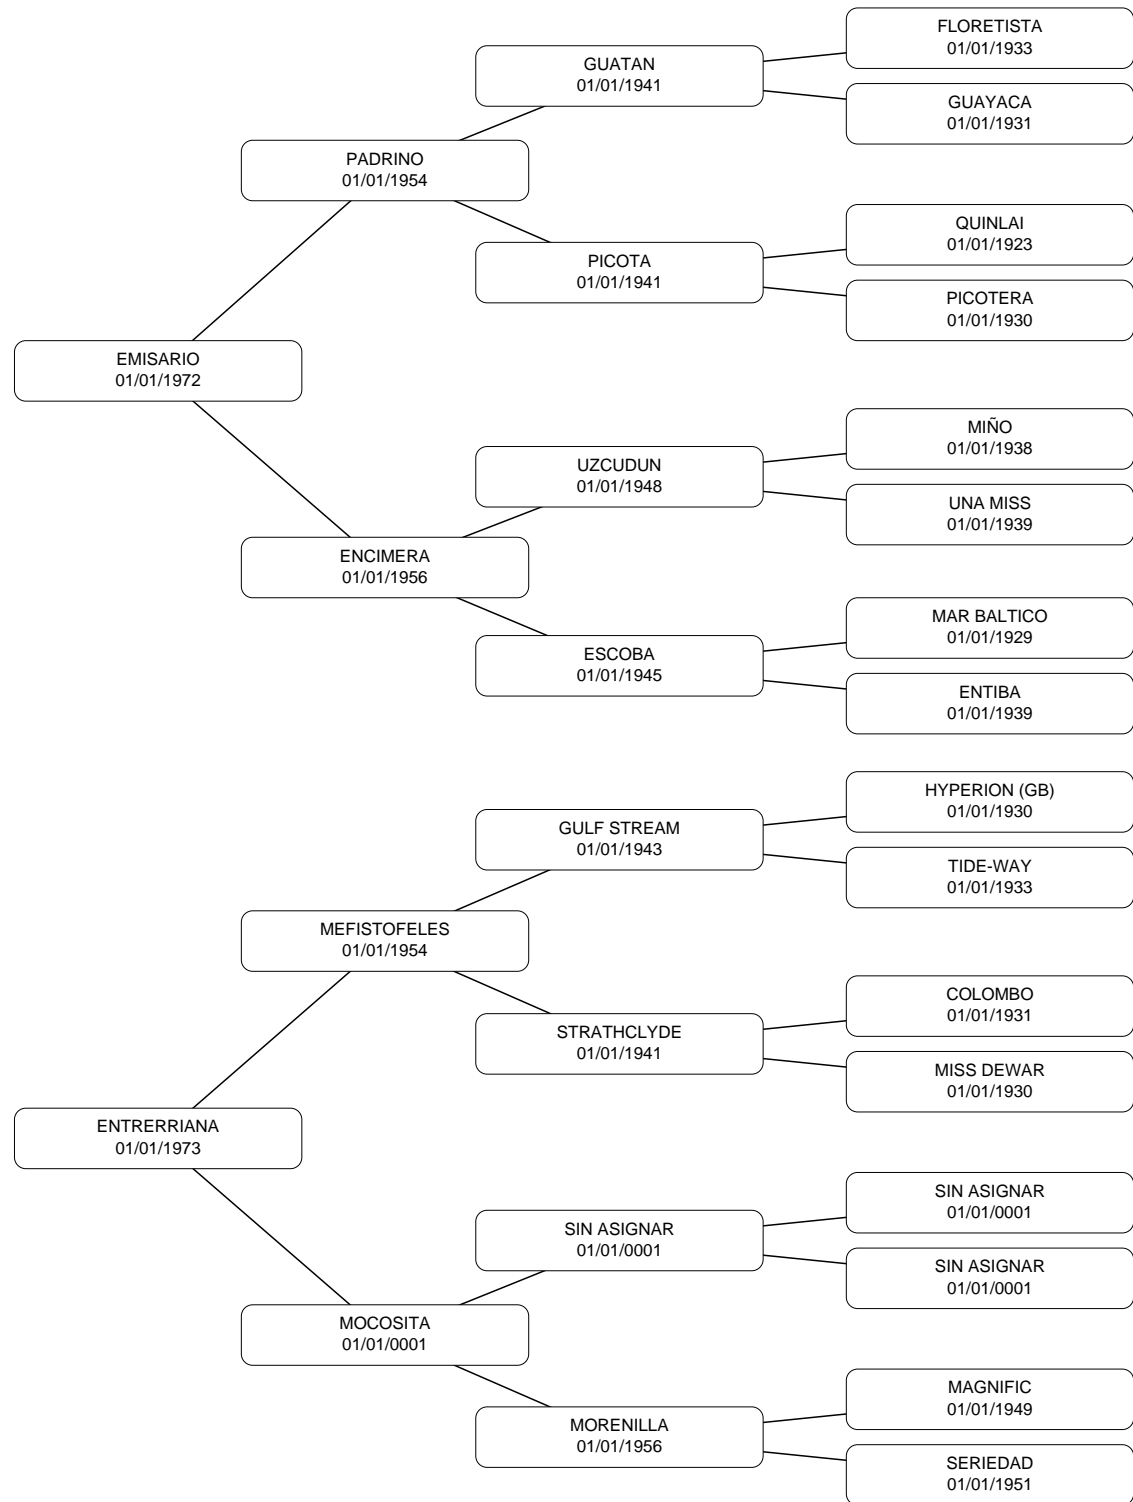 FLORETISTA
01/01/1933
GUATAN
01/01/1941
GUAYACA
01/01/1931
PADRINO
01/01/1954
QUINLAI
01/01/1923
PICOTA
01/01/1941
PICOTERA
01/01/1930
EMISARIO
01/01/1972
MIÑO
01/01/1938
UZCUDUN
01/01/1948
UNA MISS
01/01/1939
ENCIMERA
01/01/1956
MAR BALTICO
01/01/1929
ESCOBA
01/01/1945
ENTIBA
01/01/1939
HYPERION (GB)
01/01/1930
GULF STREAM
01/01/1943
TIDE-WAY
01/01/1933
MEFISTOFELES
01/01/1954
COLOMBO
01/01/1931
STRATHCLYDE
01/01/1941
MISS DEWAR
01/01/1930
ENTRERRIANA
01/01/1973
SIN ASIGNAR
01/01/0001
SIN ASIGNAR
01/01/0001
SIN ASIGNAR
01/01/0001
MOCOSITA
01/01/0001
MAGNIFIC
01/01/1949
MORENILLA
01/01/1956
SERIEDAD
01/01/1951